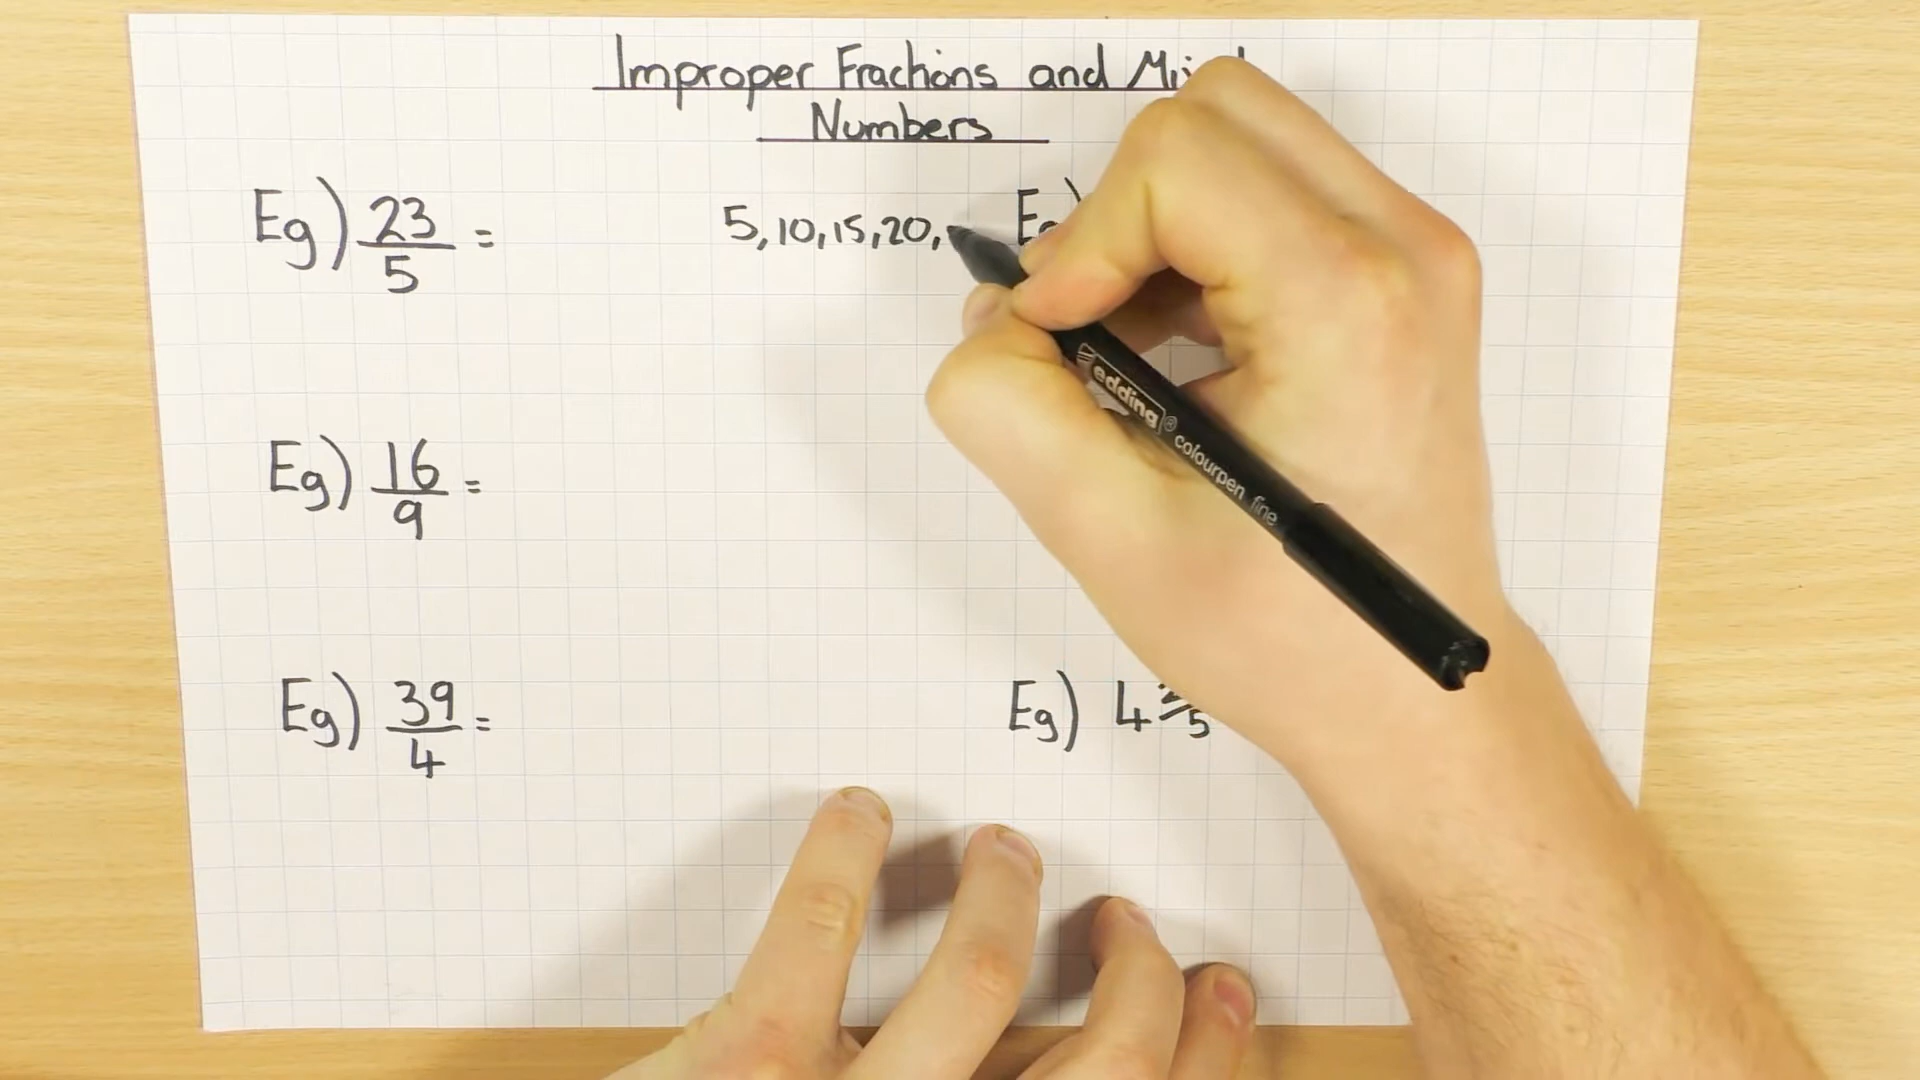 Improper Fractions and
Numbers
Eg) 23/5 =
5, 10, 15, 20,
Eg) 16/9 =
Eg) 39/4 =
Eg) 4
edding® colourpen fine